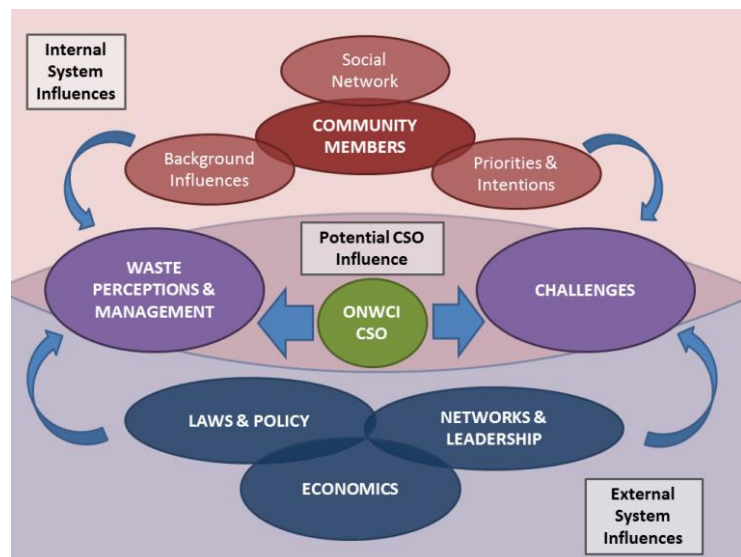 Internal
System
Influences
Social
Network
COMMUNITY
MEMBERS
Background
Influences
Priorities &
Intentions
Potential CSO
Influence
WASTE
PERCEPTIONS &
MANAGEMENT
ONWCI
CSO
CHALLENGES
LAWS & POLICY
NETWORKS &
LEADERSHIP
ECONOMICS
External
System
Influences